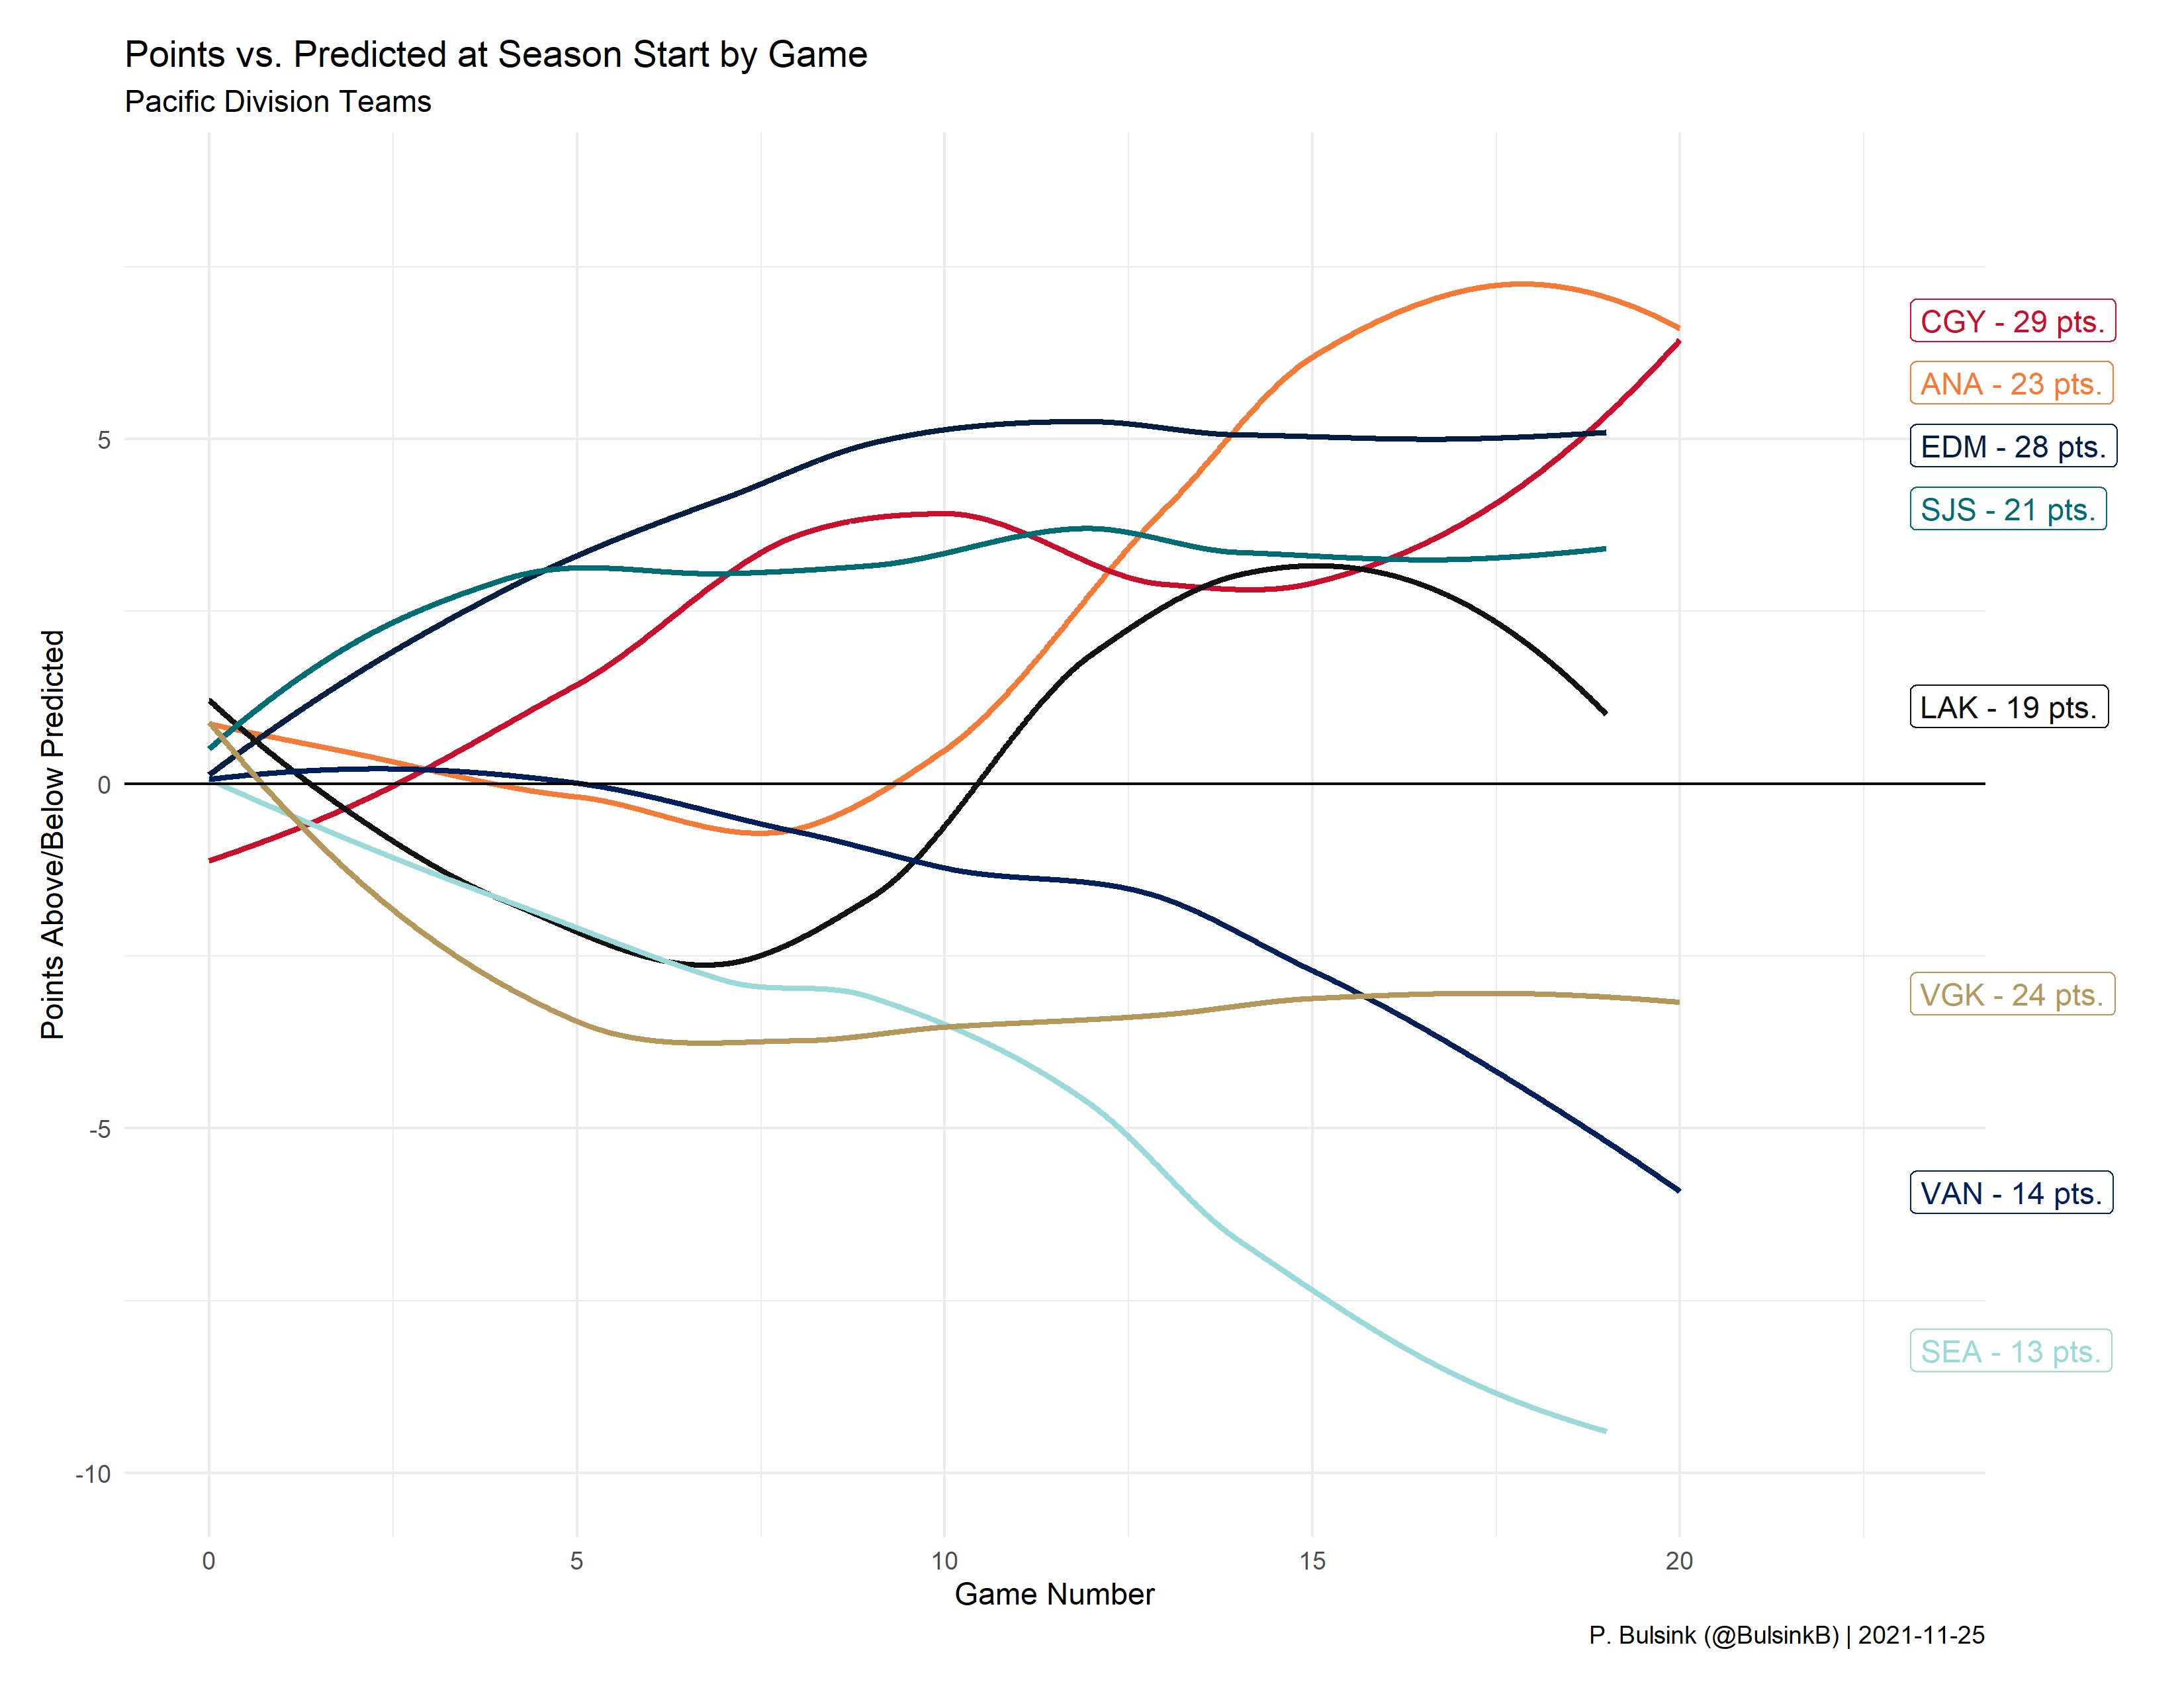 Points vs. Predicted at Season Start by Game
Pacific Division Teams
Points Above/Below Predicted
5
0
-5
-10
CGY - 29 pts.
ANA - 23 pts.
EDM - 28 pts.
SJS - 21 pts.
LAK - 19 pts.
VGK - 24 pts.
VAN - 14 pts.
SEA - 13 pts.
0 5 10 15 20
Game Number
P. Bulsink (@BulsinkB) | 2021-11-25